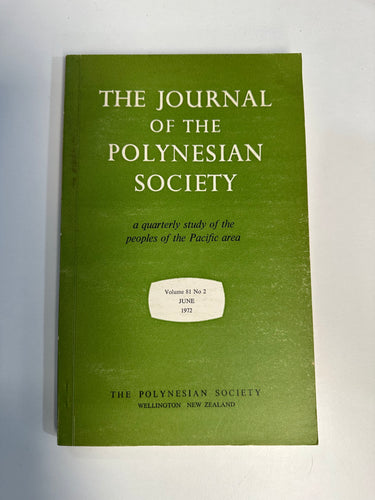 THE JOURNAL
OF THE
POLYNESIAN
SOCIETY
a quarterly study of the
peoples of the Pacific area
Volume 81 No 2
JUNE
1972
THE POLYNESIAN SOCIETY
WELLINGTON NEW ZEALAND